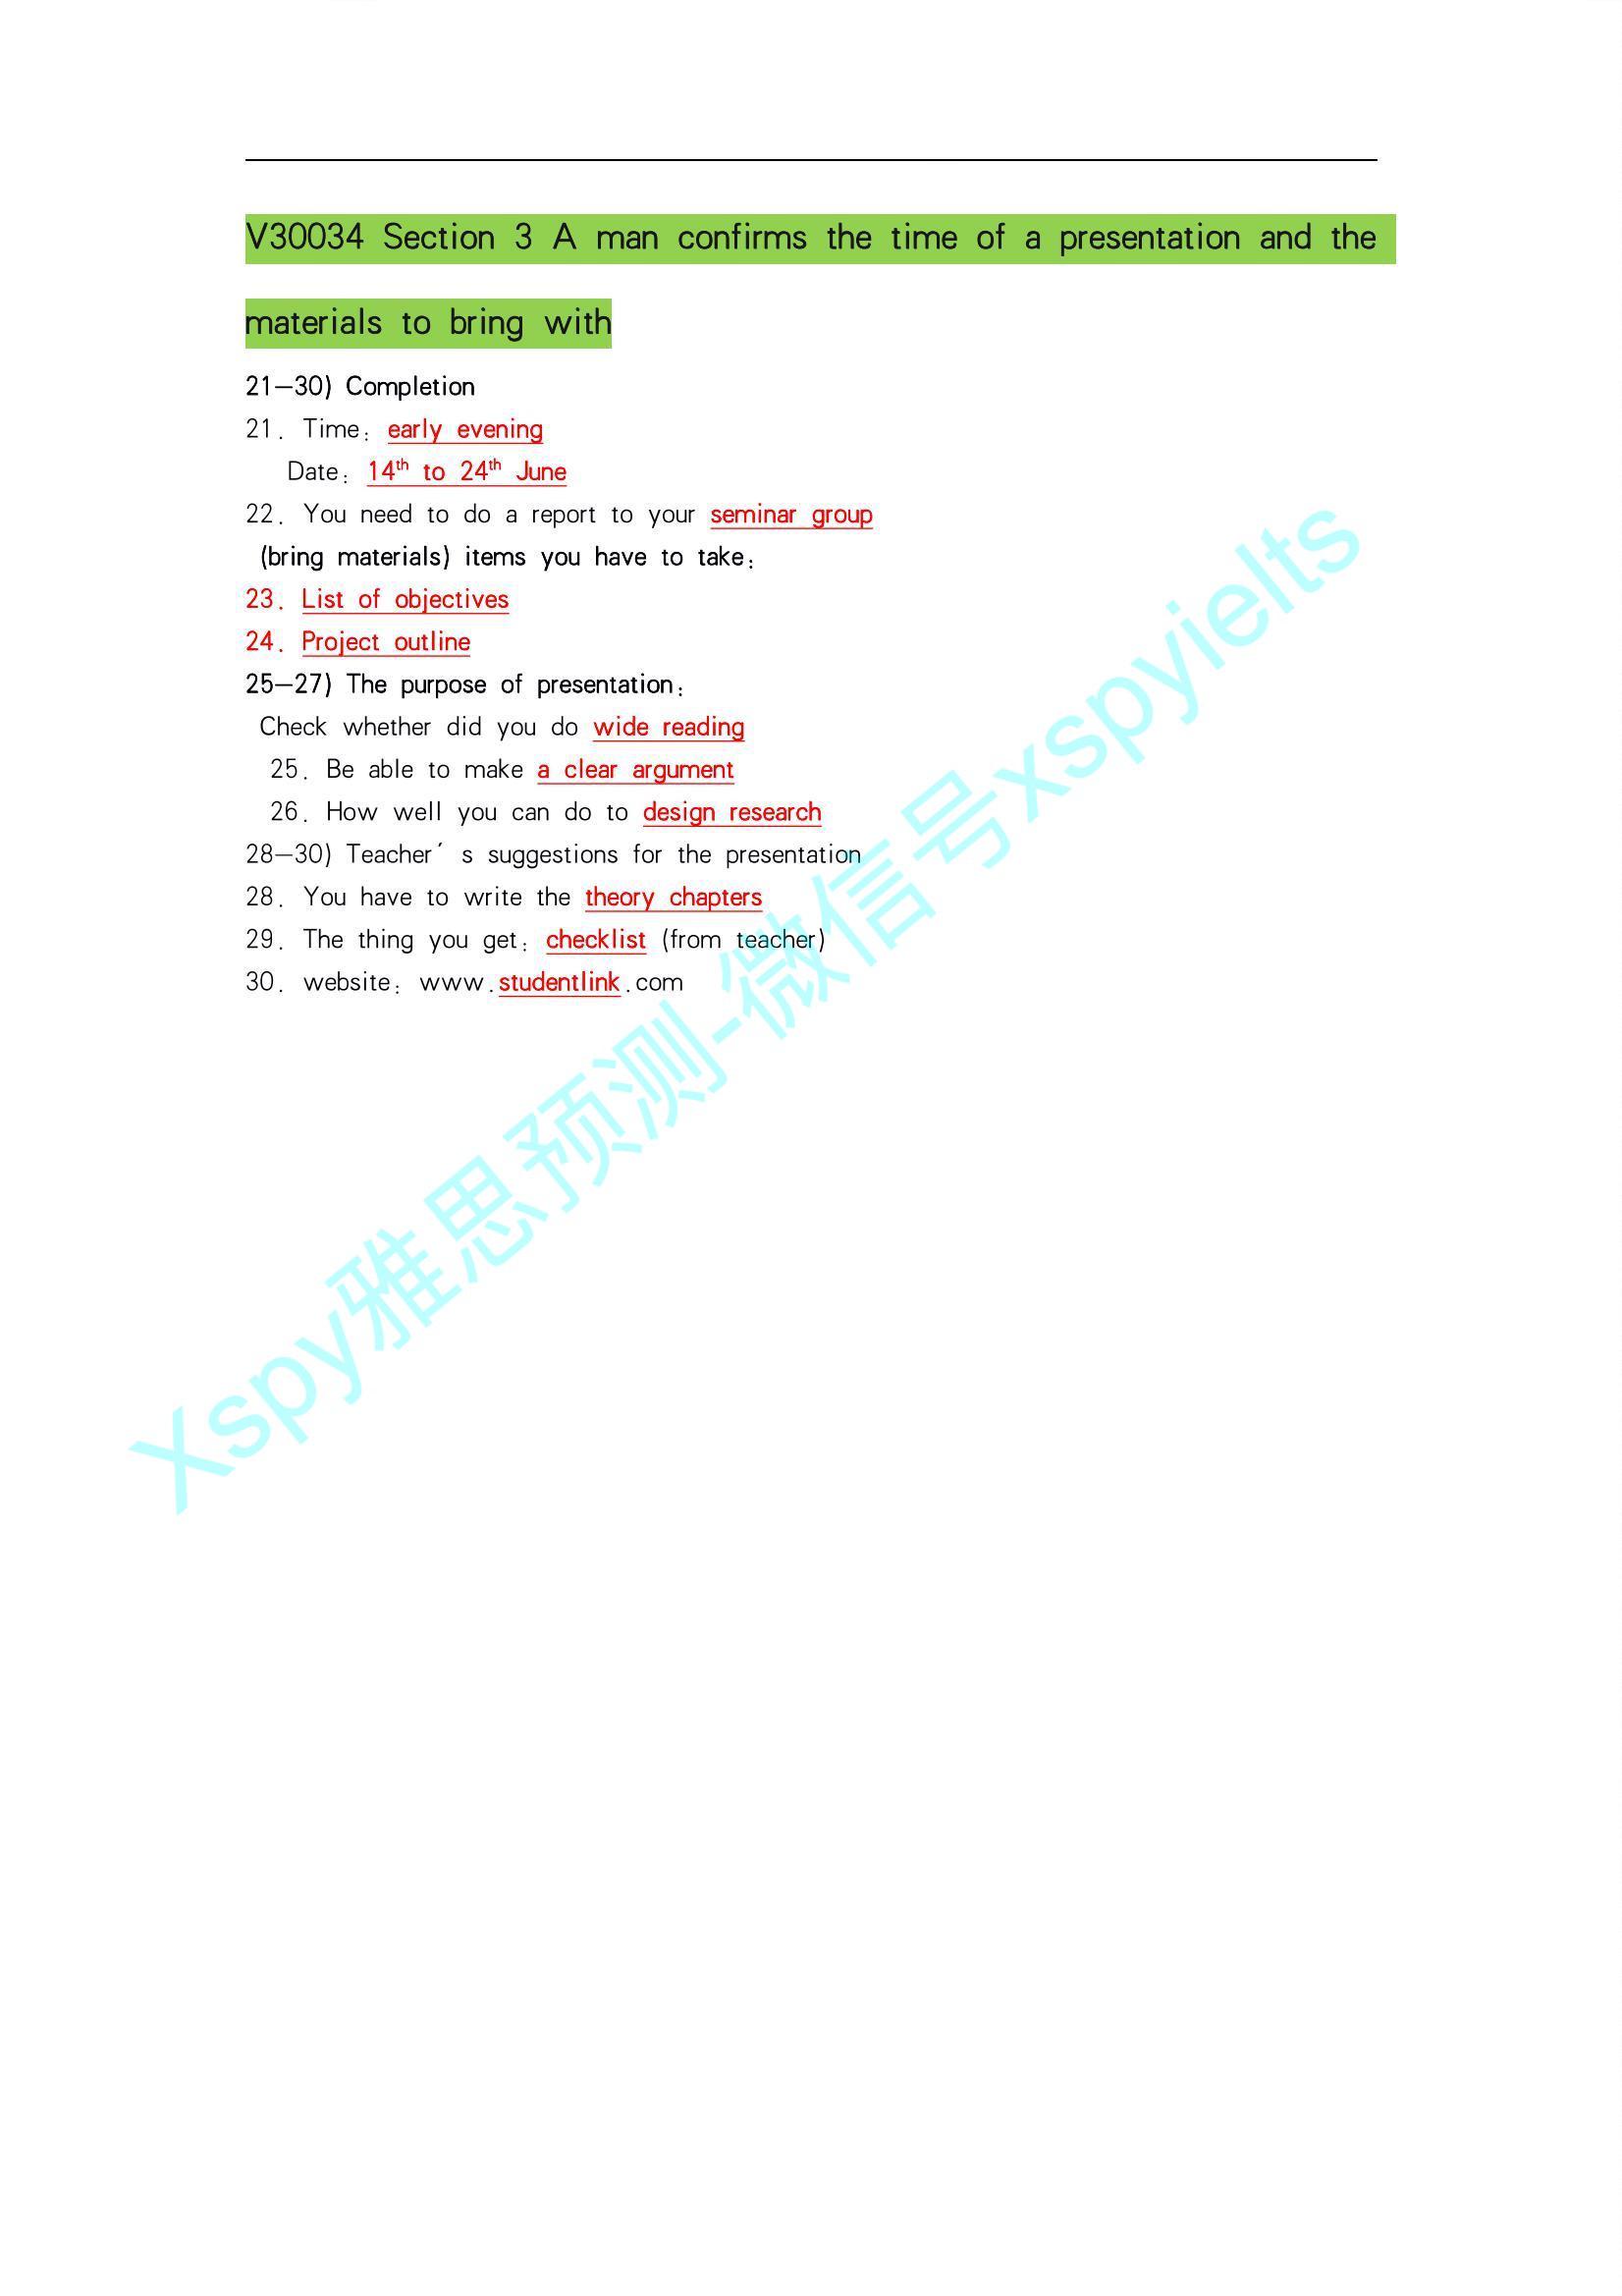 V30034 Section 3 A man confirms the time of a presentation and the
materials to bring with
21—30) Completion
21. Time: early evening
Date: 14th to 24th June
22. You need to do a report to your seminar group
(bring materials) items you have to take:
23. List of objectives
24. Project outline
25—27) The purpose of presentation:
Check whether did you do wide reading
25. Be able to make a clear argument
26. How well you can do to design research
28—30) Teacher′s suggestions for the presentation
28. You have to write the theory chapters
29. The thing you get: checklist (from teacher)
30. website: www.studentlink.com
Xspy雅思预测-微信号xspyielts